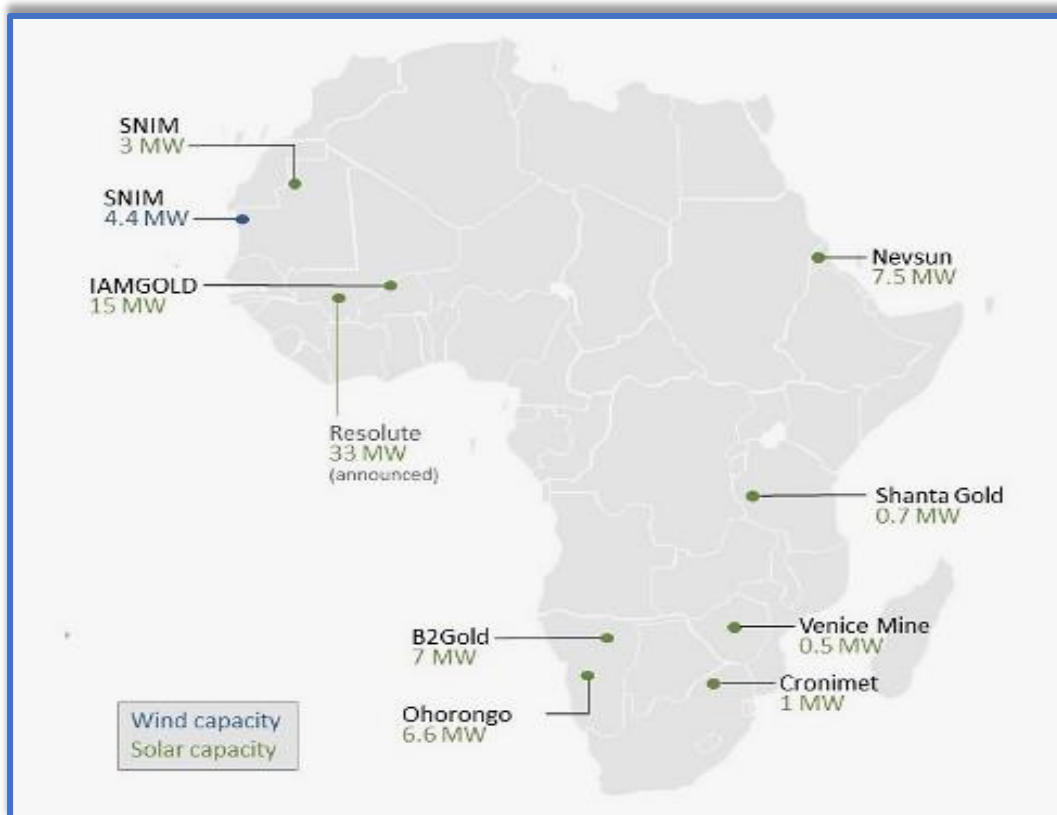 SNIM
3 MW
SNIM
4.4 MW
IAMGOLD
15 MW
Nevsun
7.5 MW
Resolute
33 MW
(announced)
Shanta Gold
0.7 MW
B2Gold
7 MW
Venice Mine
0.5 MW
Cronimet
1 MW
Ohorongo
6.6 MW
Wind capacity
Solar capacity